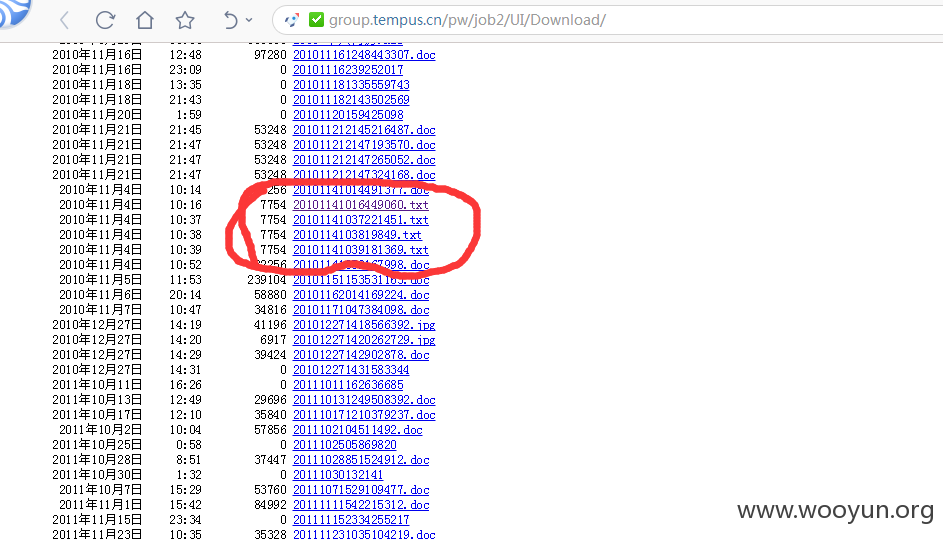 group.tempus.cn/pw/job2/UI/Download/
2010年11月16日 12:48 97280 201011161248443307.doc
2010年11月16日 23:09 0 20101116239252017
2010年11月18日 13:35 0 201011181335559743
2010年11月18日 21:43 0 201011182143502569
2010年11月20日 1:59 0 20101120159425098
2010年11月21日 21:45 53248 201011212145216487.doc
2010年11月21日 21:47 53248 201011212147193570.doc
2010年11月21日 21:47 53248 201011212147265052.doc
2010年11月21日 21:47 53248 201011212147324168.doc
2010年11月4日 10:14 20101141014491377.doc
2010年11月4日 10:16 7754 20101141016449060.txt
2010年11月4日 10:37 7754 20101141037221451.txt
2010年11月4日 10:38 7754 2010114103819849.txt
2010年11月4日 10:39 7754 20101141039181369.txt
2010年11月4日 10:52
2010年11月5日 11:53 239104
2010年11月6日 20:14 58880 20101162014169224.doc
2010年11月7日 10:47 34816 20101171047384098.doc
2010年12月27日 14:19 41196 201012271418566392.jpg
2010年12月27日 14:20 6917 201012271420262729.jpg
2010年12月27日 14:29 39424 20101227142902878.doc
2010年12月27日 14:31 0 201012271431583344
2011年10月11日 16:26 0 20111011162636685
2011年10月13日 12:49 29696 201110131249508392.doc
2011年10月17日 12:10 35840 201110171210379237.doc
2011年10月2日 10:04 57856 2011102104511492.doc
2011年10月25日 0:58 0 2011102505869820
2011年10月28日 8:51 37447 20111028851524912.doc
2011年10月30日 1:32 0 20111030132141
2011年10月7日 15:29 53760 20111071529109477.doc
2011年11月1日 15:42 84992 20111111542215312.doc
2011年11月15日 23:34 0 201111152334255217
2011年11月23日 10:35 35328 201111231035104219.doc
www.wooyun.org